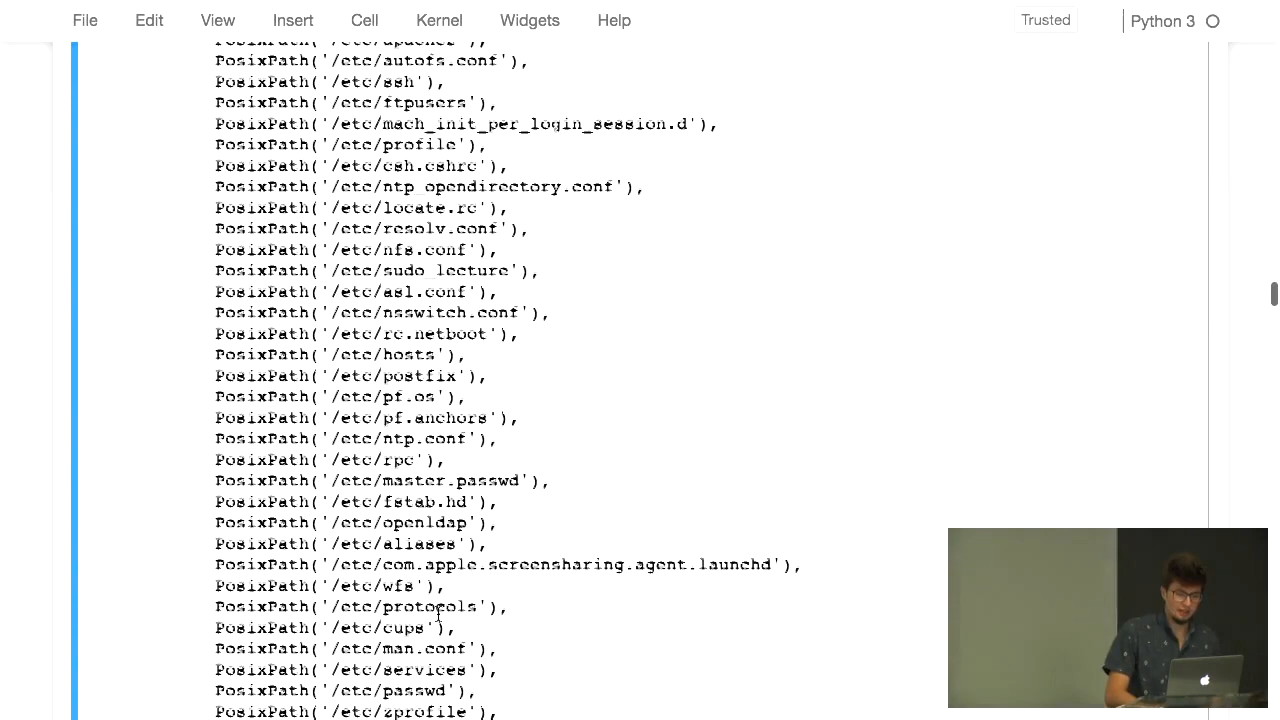 File Edit View Insert Cell Kernel Widgets Help Trusted Python 3
PosixPath('/etc/apache2'),
PosixPath('/etc/autofs.conf'),
PosixPath('/etc/ssh'),
PosixPath('/etc/ftpusers'),
PosixPath('/etc/mach_init_per_login_session.d'),
PosixPath('/etc/profile'),
PosixPath('/etc/csh.cshrc'),
PosixPath('/etc/ntp_opendirectory.conf'),
PosixPath('/etc/locate.rc'),
PosixPath('/etc/resolv.conf'),
PosixPath('/etc/nfs.conf'),
PosixPath('/etc/sudo_lecture'),
PosixPath('/etc/asl.conf'),
PosixPath('/etc/nsswitch.conf'),
PosixPath('/etc/rc.netboot'),
PosixPath('/etc/hosts'),
PosixPath('/etc/postfix'),
PosixPath('/etc/pf.os'),
PosixPath('/etc/pf.anchors'),
PosixPath('/etc/ntp.conf'),
PosixPath('/etc/rpc'),
PosixPath('/etc/master.passwd'),
PosixPath('/etc/fstab.hd'),
PosixPath('/etc/openldap'),
PosixPath('/etc/aliases'),
PosixPath('/etc/com.apple.screensharing.agent.launchd'),
PosixPath('/etc/wfs'),
PosixPath('/etc/protocols'),
PosixPath('/etc/cups'),
PosixPath('/etc/man.conf'),
PosixPath('/etc/services'),
PosixPath('/etc/passwd'),
PosixPath('/etc/zprofile'),